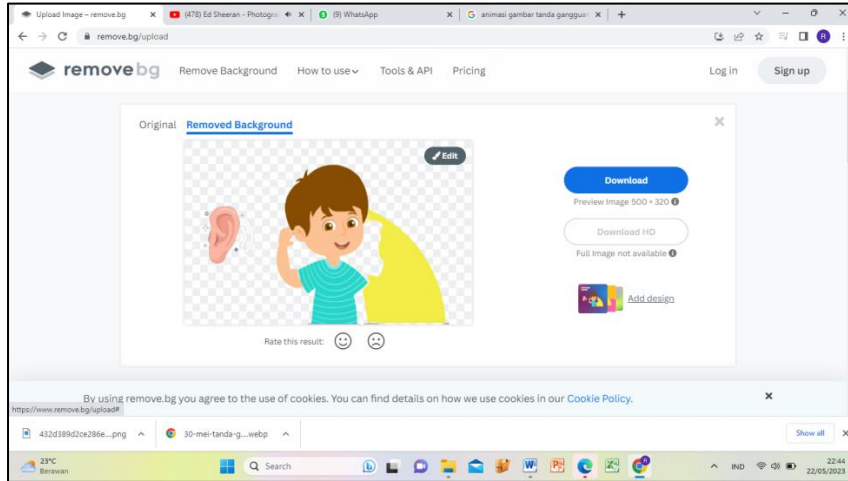 Upload Image – remove.bg
(478) Ed Sheeran - Photogra
(9) WhatsApp
animasi gambar tanda gangguan
remove.bg/upload
removebg
Remove Background
How to use
Tools & API
Pricing
Log in
Sign up
Original
Removed Background
Edit
Download
Preview Image 500 × 320
Download HD
Full Image not available
Add design
Rate this result:
By using remove.bg you agree to the use of cookies. You can find details on how we use cookies in our Cookie Policy.
https://www.remove.bg/upload#
432d389d2ce286e....png
30-mei-tanda-g....webp
Show all
23°C
Berawan
Search
IND
22:44
22/05/2023